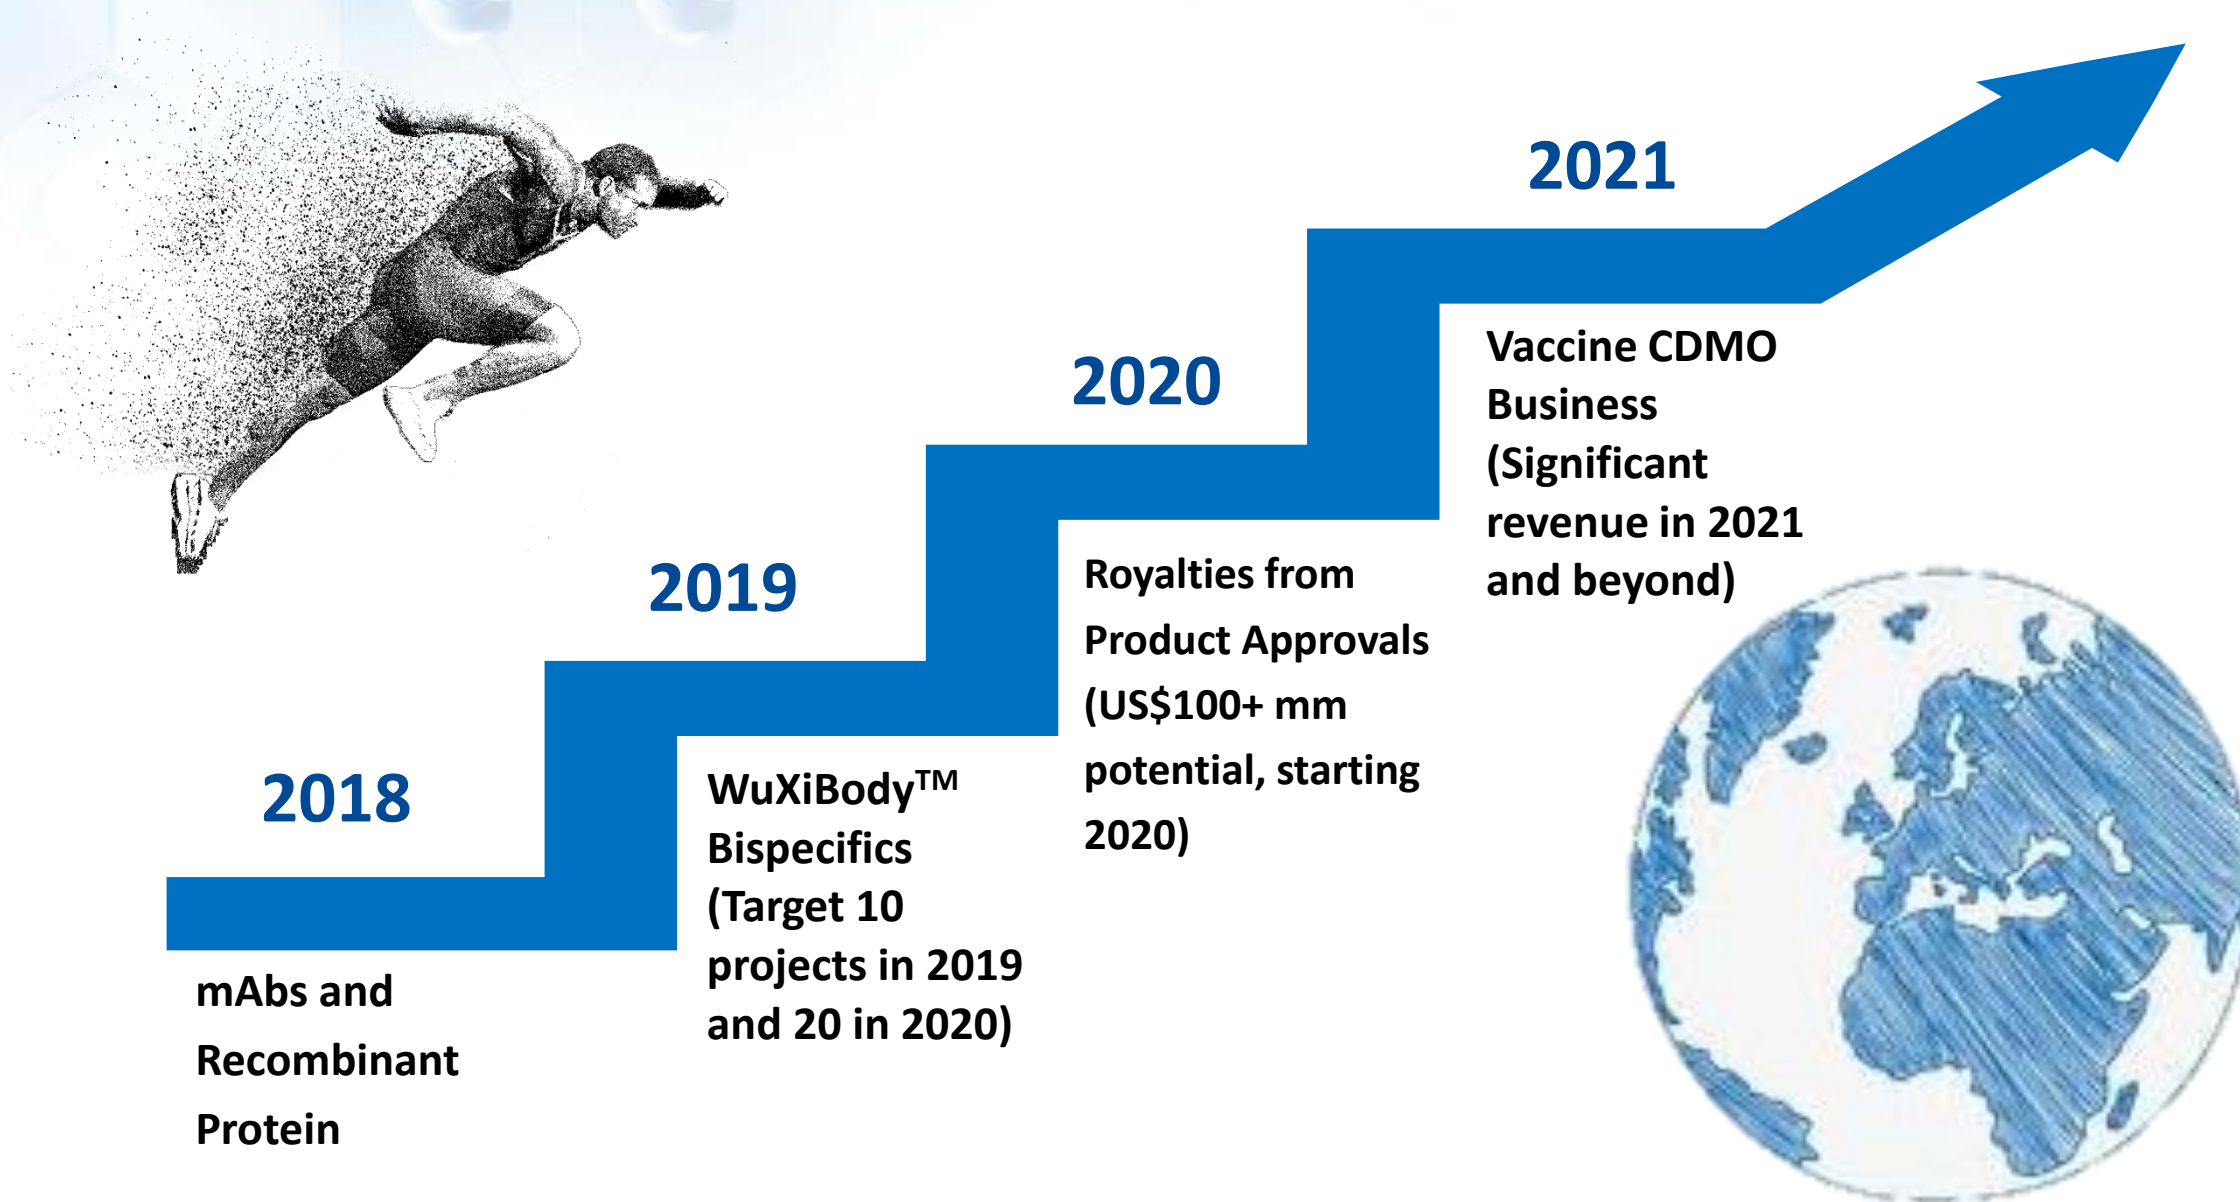 2018
mAbs and
Recombinant
Protein
2019
WuXiBody™
Bispecifics
(Target 10
projects in 2019
and 20 in 2020)
2020
Royalties from
Product Approvals
(US$100+ mm
potential, starting
2020)
2021
Vaccine CDMO
Business
(Significant
revenue in 2021
and beyond)